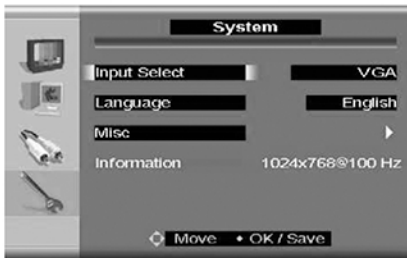 System
Input Select VGA
Language English
Misc
Information 1024x768@100 Hz
Move OK / Save